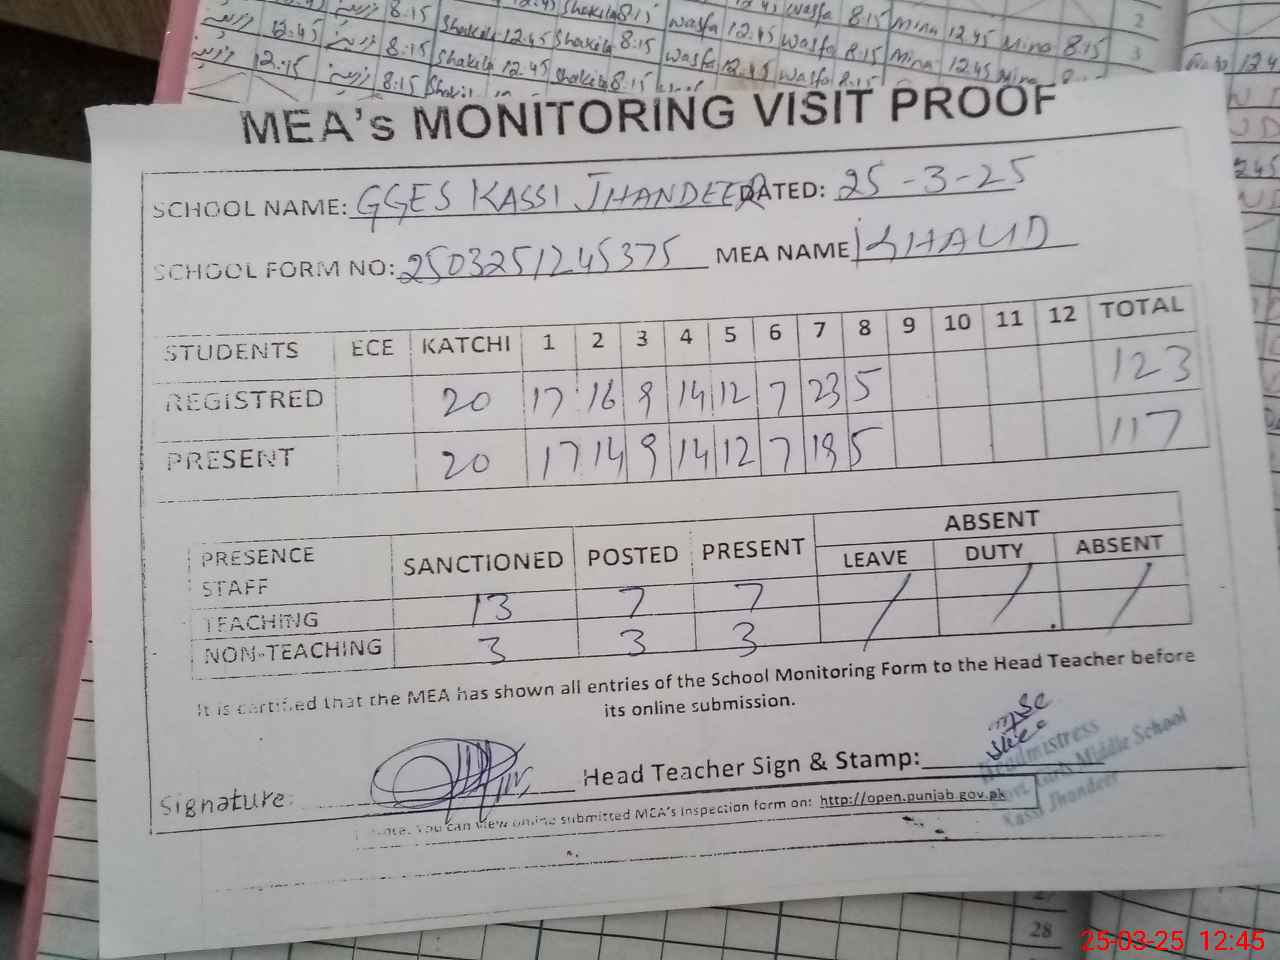 12.45 8:15 Shakila 12.45 Shakila 8:15 Wasfa 12.45 Wasfa 8:15 Mina 12.45 Mina 8:15 3
12:45 8:15 Shakila 12.45 Shakila 8:15 Wasfa 12.45 Wasfa 8.15 Mina 12.45 Mina
MEA's MONITORING VISIT PROOF
SCHOOL NAME: GGES KASSI JHANDEER DATED: 25-3-25
SCHOOL FORM NO: 2503251245375 MEA NAME KHALID
STUDENTS ECE KATCHI 1 2 3 4 5 6 7 8 9 10 11 12 TOTAL
REGISTRED 20 17 16 9 14 12 7 23 5 123
PRESENT 20 17 14 9 14 12 7 19 5 117
PRESENCE SANCTIONED POSTED PRESENT ABSENT
STAFF LEAVE DUTY ABSENT
TEACHING 13 7 7
NON-TEACHING 3 3 3
It is certified that the MEA has shown all entries of the School Monitoring Form to the Head Teacher before
its online submission.
Signature: Head Teacher Sign & Stamp:
Headmistress
Govt. Girls Middle School
Kassi Jhandeer
Note. You can view online submitted MEA's inspection form on: http://open.punjab.gov.pk
28
25-03-25 12:45